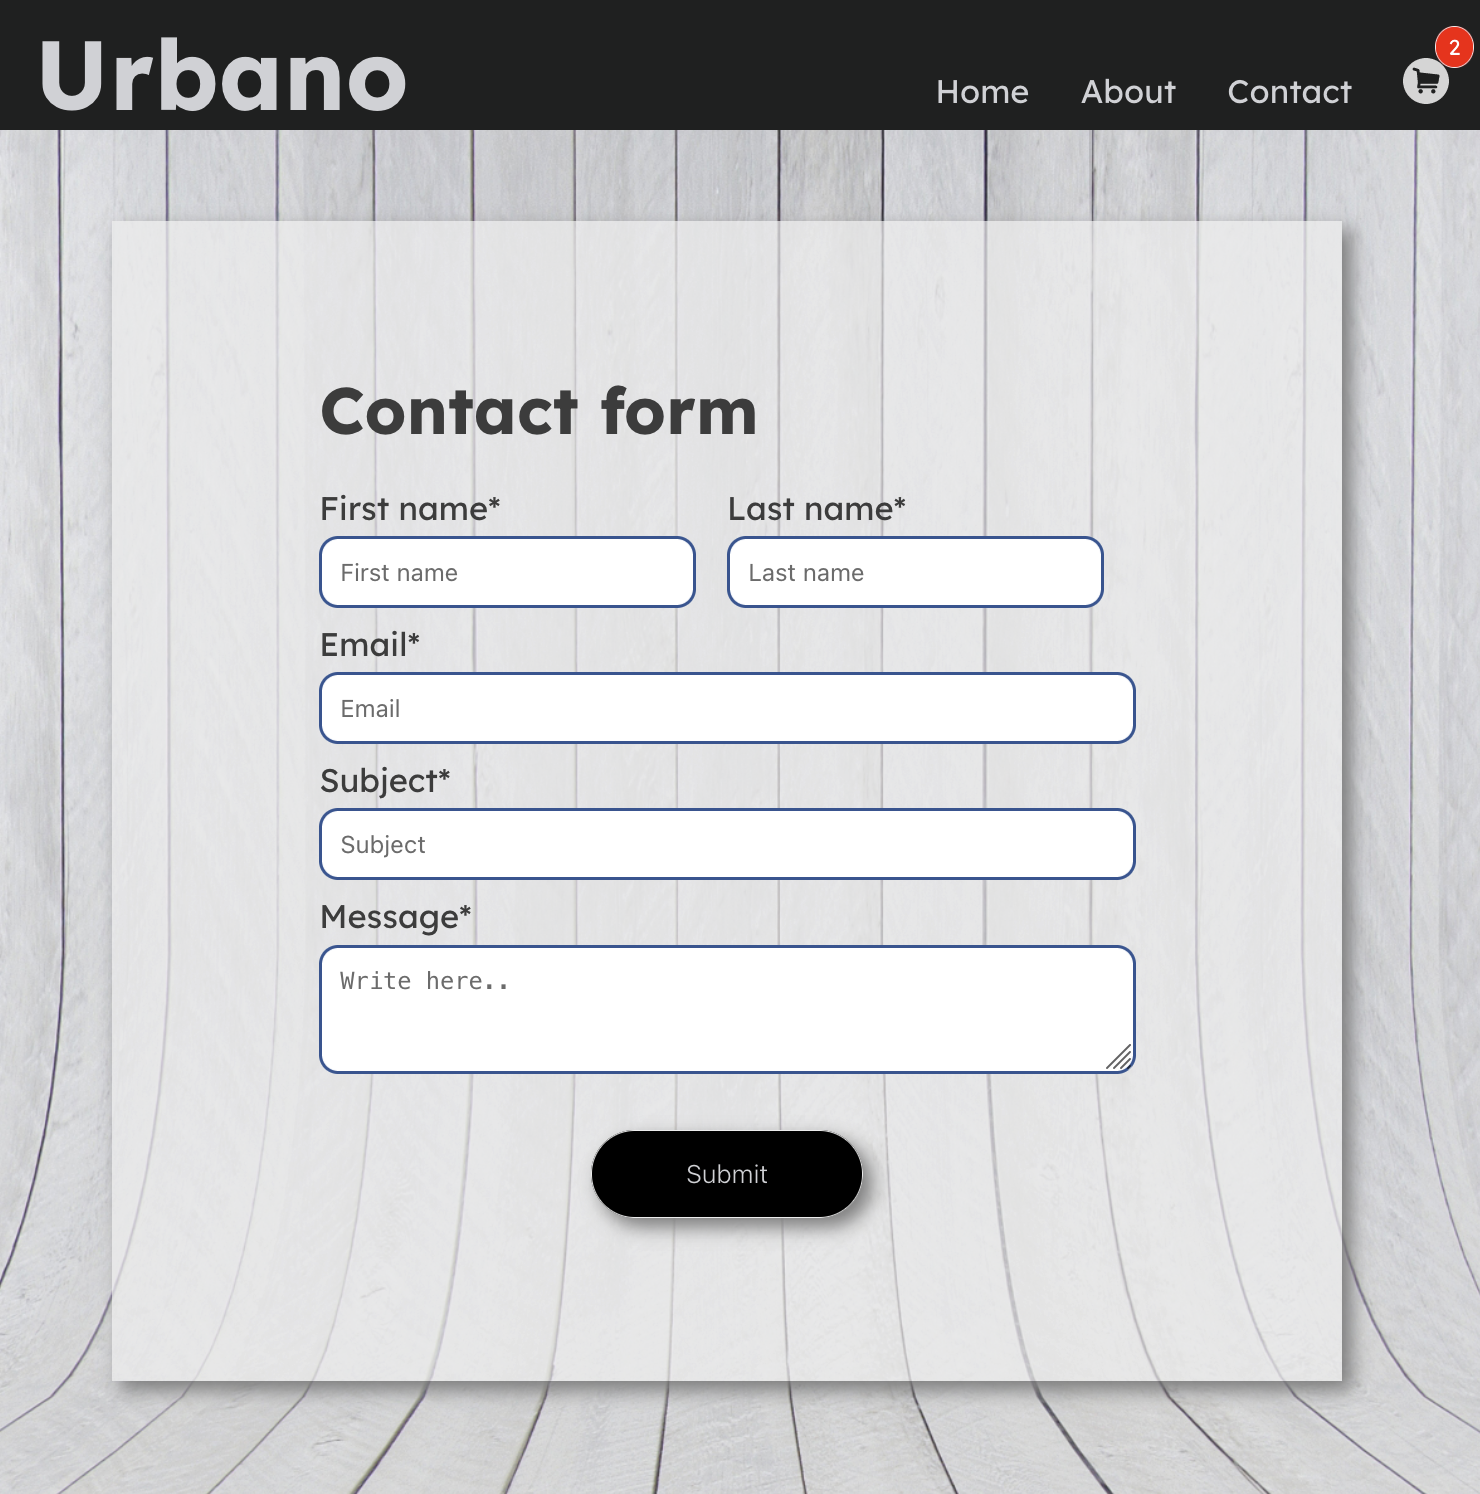 Urbano
Home About Contact
2
Contact form
First name* Last name*
First name Last name
Email*
Email
Subject*
Subject
Message*
Write here..
Submit